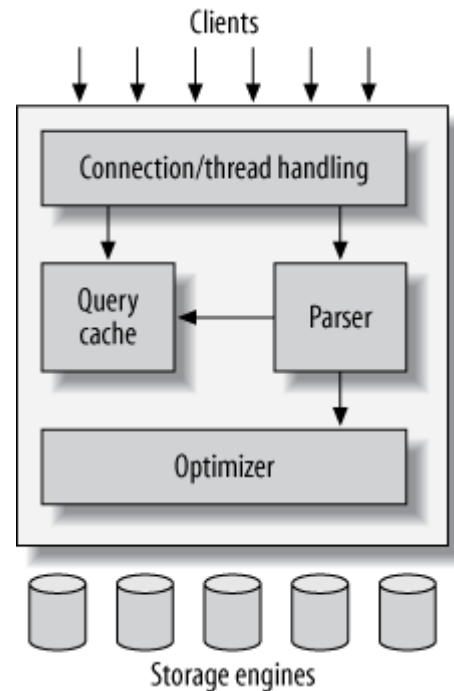 Clients
Connection/thread handling
Query
cache
Parser
Optimizer
Storage engines